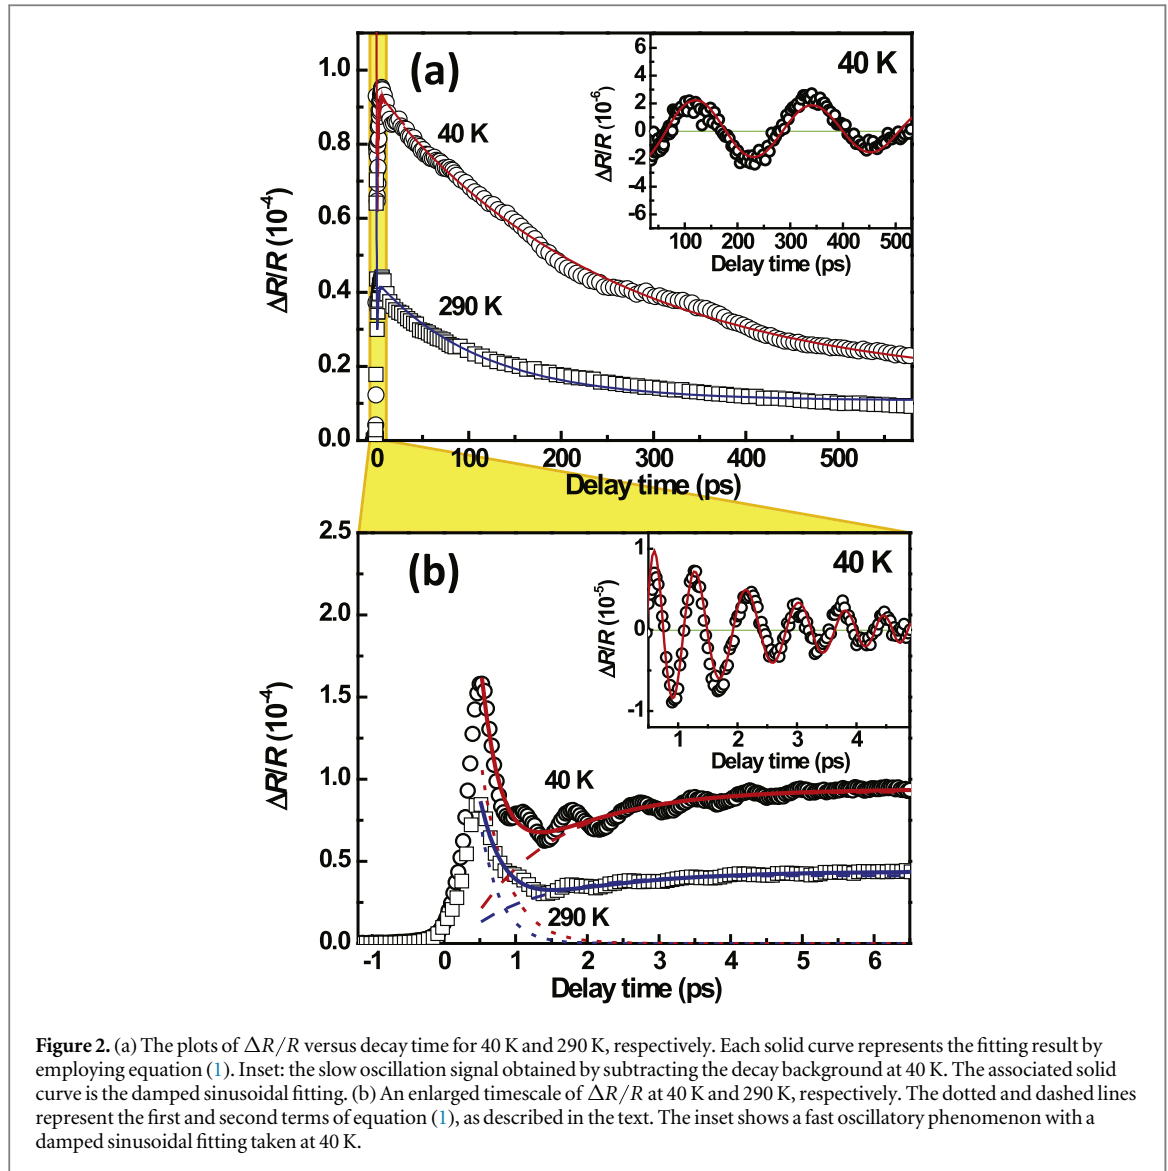 (a)
40 K
290 K
ΔR/R (10⁻⁴)
1.0
0.8
0.6
0.4
0.2
0.0
0 100 200 300 400 500
Delay time (ps)
40 K
ΔR/R (10⁻⁶)
6
4
2
0
-2
-4
-6
100 200 300 400 500
Delay time (ps)
(b)
40 K
290 K
ΔR/R (10⁻⁴)
2.5
2.0
1.5
1.0
0.5
0.0
-1 0 1 2 3 4 5 6
Delay time (ps)
40 K
ΔR/R (10⁻⁵)
1
0
-1
1 2 3 4
Delay time (ps)
Figure 2. (a) The plots of ΔR/R versus decay time for 40 K and 290 K, respectively. Each solid curve represents the fitting result by
employing equation (1). Inset: the slow oscillation signal obtained by subtracting the decay background at 40 K. The associated solid
curve is the damped sinusoidal fitting. (b) An enlarged timescale of ΔR/R at 40 K and 290 K, respectively. The dotted and dashed lines
represent the first and second terms of equation (1), as described in the text. The inset shows a fast oscillatory phenomenon with a
damped sinusoidal fitting taken at 40 K.